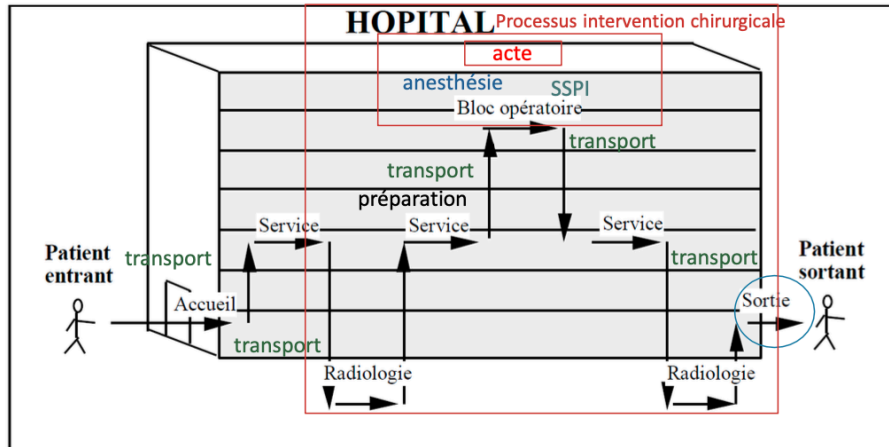 HOPITAL
Processus intervention chirurgicale
acte
anesthésie
SSPI
Bloc opératoire
transport
transport
préparation
Service
Service
Service
Patient
entrant
transport
transport
Patient
sortant
Accueil
Sortie
transport
Radiologie
Radiologie